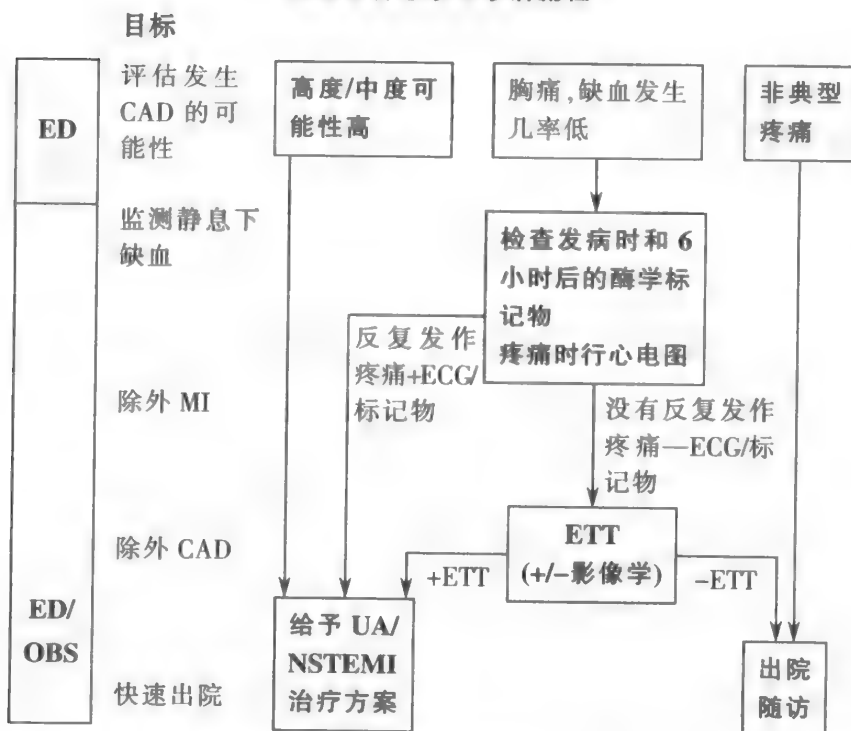 目标
ED
评估发生
CAD 的可
能性
高度/中度可
能性高
胸痛,缺血发生
几率低
非典型
疼痛
监测静息下
缺血
检查发病时和 6
小时后的酶学标
记物
疼痛时行心电图
反复发作
疼痛+ECG/
标记物
除外 MI
没有反复发作
疼痛—ECG/标
记物
除外 CAD
ETT
(+/−影像学)
+ETT
−ETT
ED/
OBS
快速出院
给予 UA/
NSTEMI
治疗方案
出院
随访